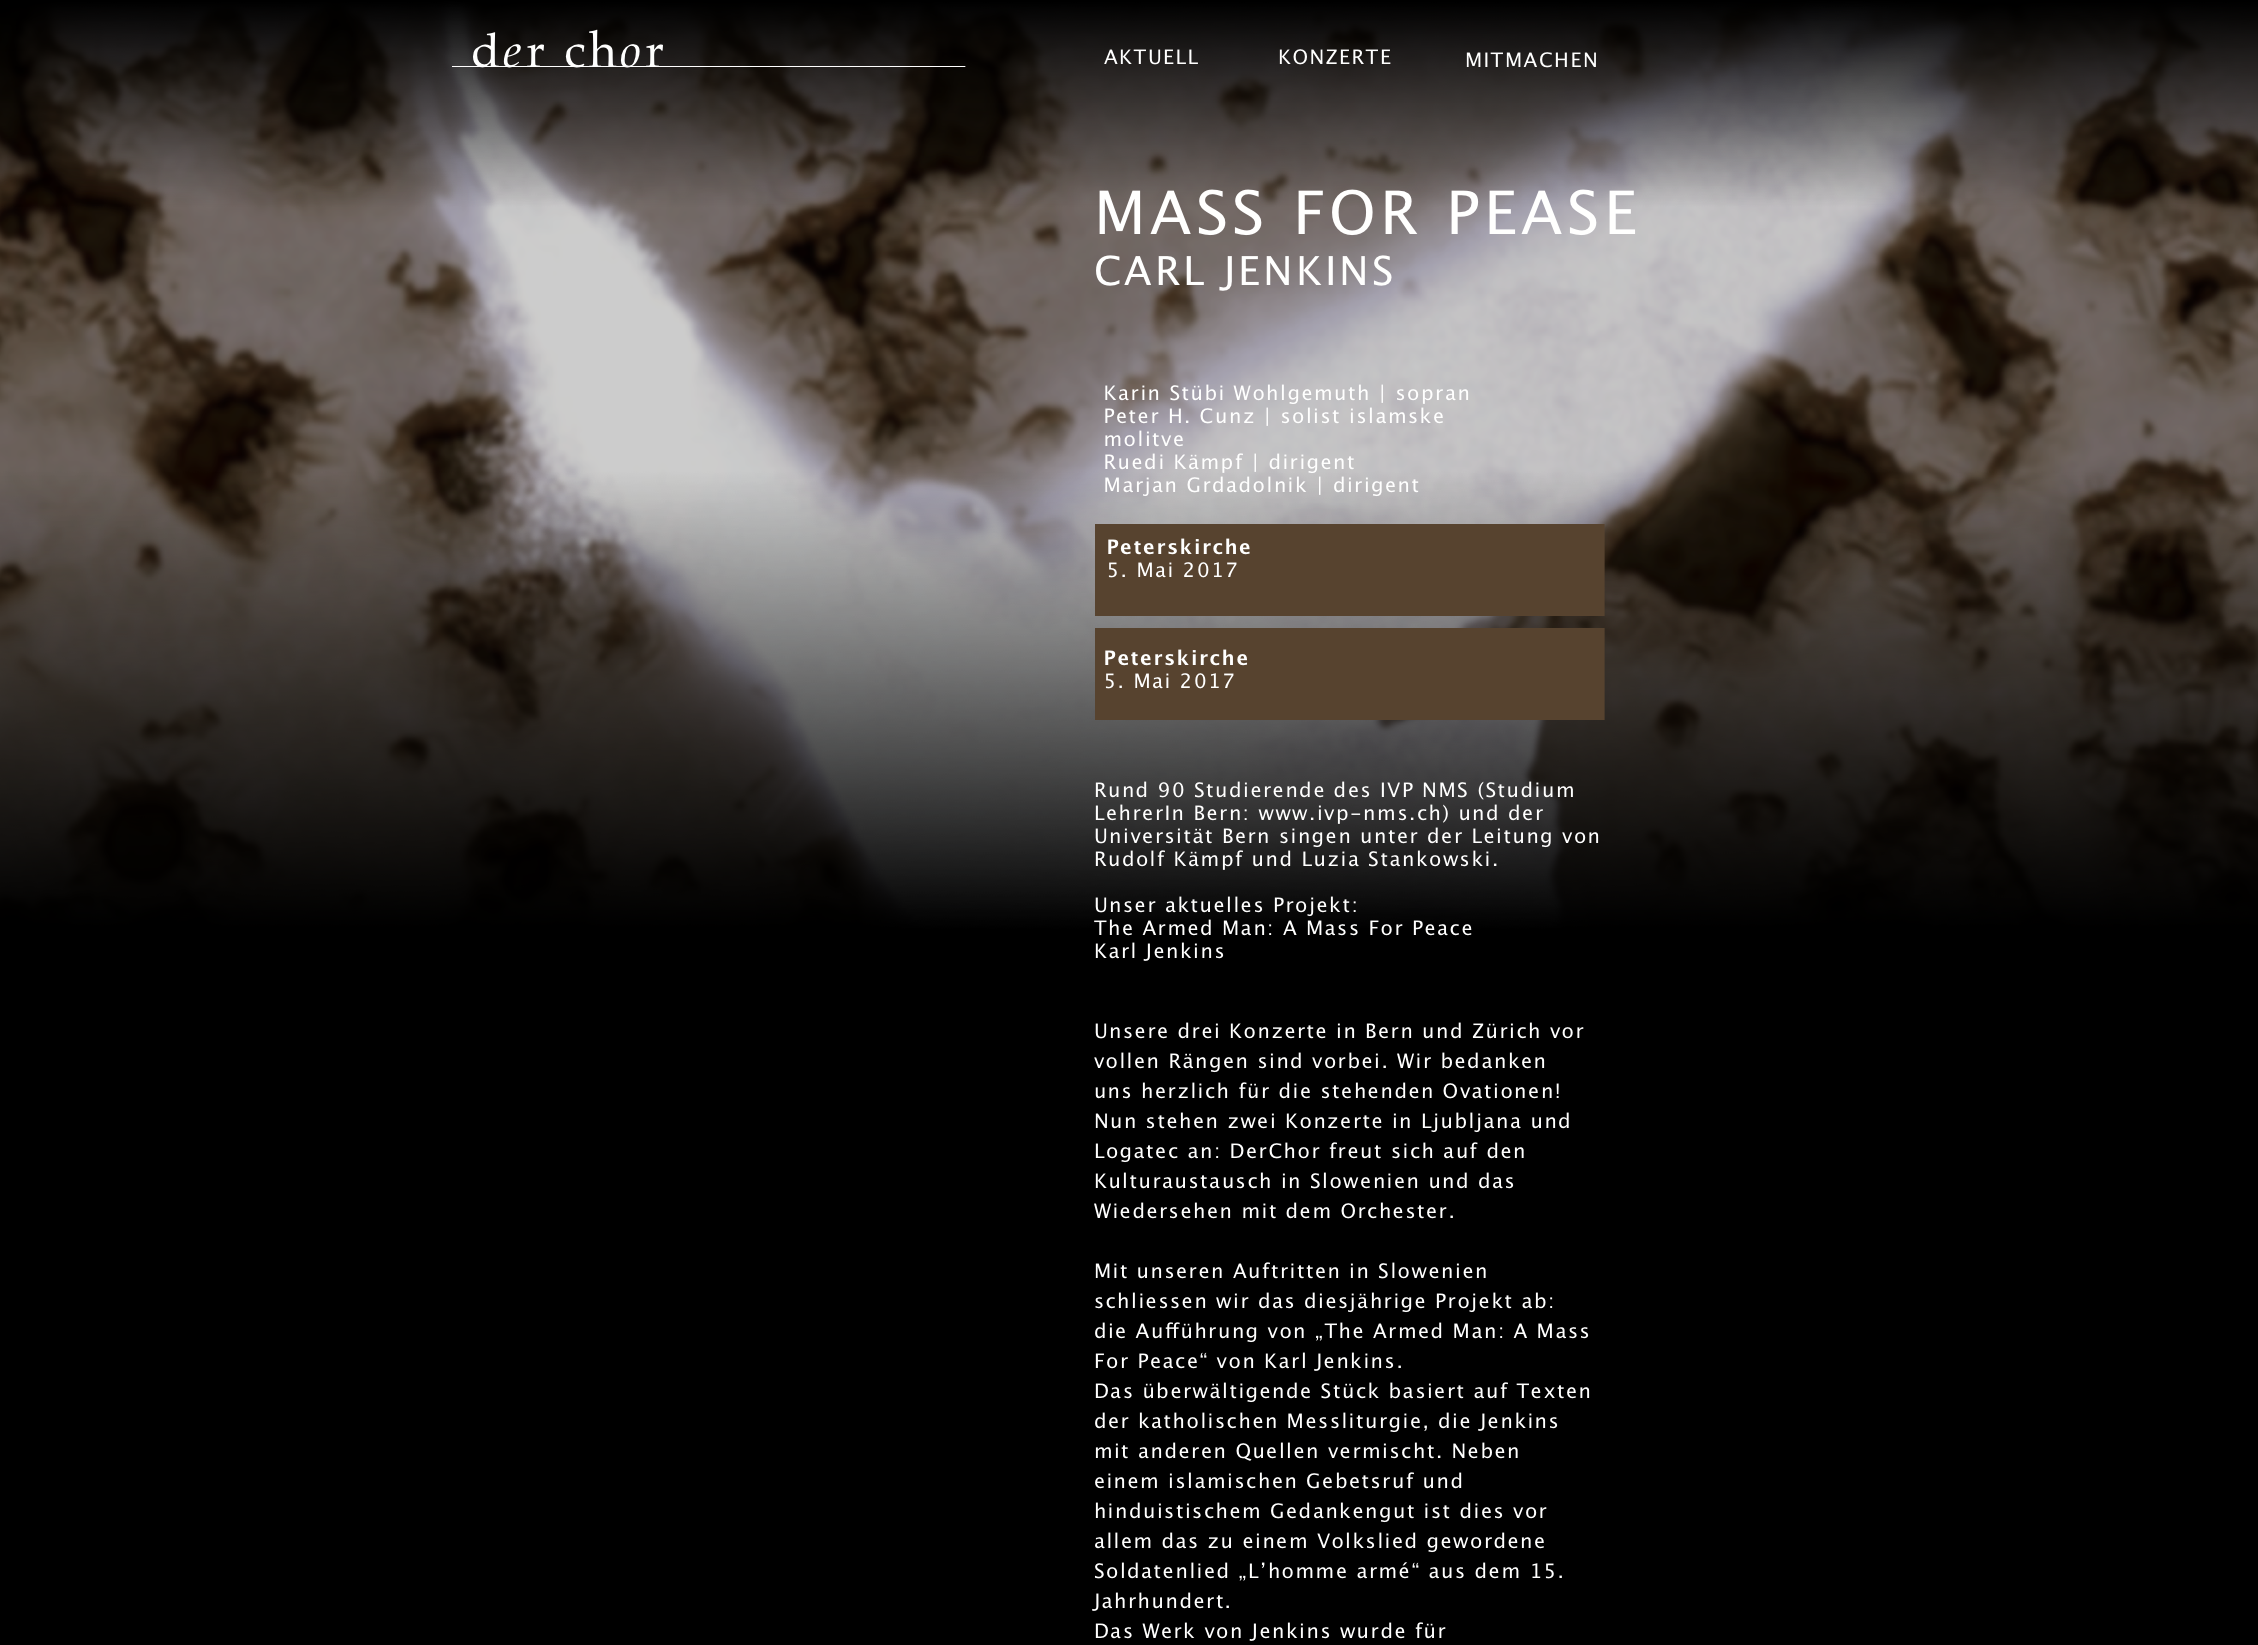 der chor
AKTUELL
KONZERTE
MITMACHEN
MASS FOR PEASE
CARL JENKINS
Karin Stübi Wohlgemuth | sopran
Peter H. Cunz | solist islamske
molitve
Ruedi Kämpf | dirigent
Marjan Grdadolnik | dirigent
Peterskirche
5. Mai 2017
Peterskirche
5. Mai 2017
Rund 90 Studierende des IVP NMS (Studium
LehrerIn Bern: www.ivp-nms.ch) und der
Universität Bern singen unter der Leitung von
Rudolf Kämpf und Luzia Stankowski.
Unser aktuelles Projekt:
The Armed Man: A Mass For Peace
Karl Jenkins
Unsere drei Konzerte in Bern und Zürich vor
vollen Rängen sind vorbei. Wir bedanken
uns herzlich für die stehenden Ovationen!
Nun stehen zwei Konzerte in Ljubljana und
Logatec an: DerChor freut sich auf den
Kulturaustausch in Slowenien und das
Wiedersehen mit dem Orchester.
Mit unseren Auftritten in Slowenien
schliessen wir das diesjährige Projekt ab:
die Aufführung von „The Armed Man: A Mass
For Peace“ von Karl Jenkins.
Das überwältigende Stück basiert auf Texten
der katholischen Messliturgie, die Jenkins
mit anderen Quellen vermischt. Neben
einem islamischen Gebetsruf und
hinduistischem Gedankengut ist dies vor
allem das zu einem Volkslied gewordene
Soldatenlied „L’homme armé“ aus dem 15.
Jahrhundert.
Das Werk von Jenkins wurde für